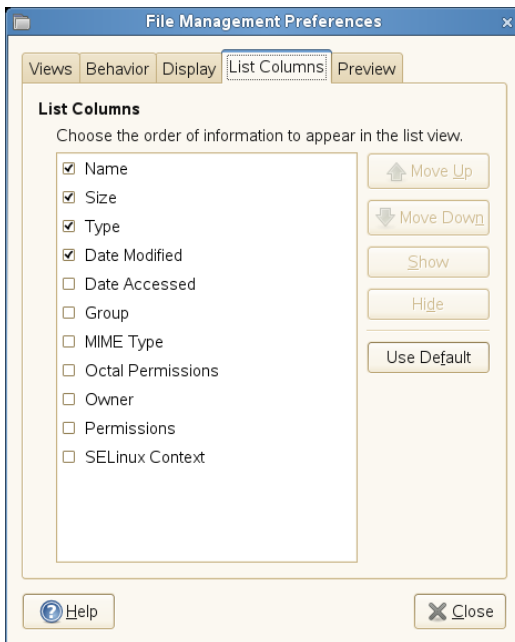 File Management Preferences
Views Behavior Display List Columns Preview
List Columns
Choose the order of information to appear in the list view.
Name
Size
Type
Date Modified
Date Accessed
Group
MIME Type
Octal Permissions
Owner
Permissions
SELinux Context
Move Up
Move Down
Show
Hide
Use Default
Help
Close